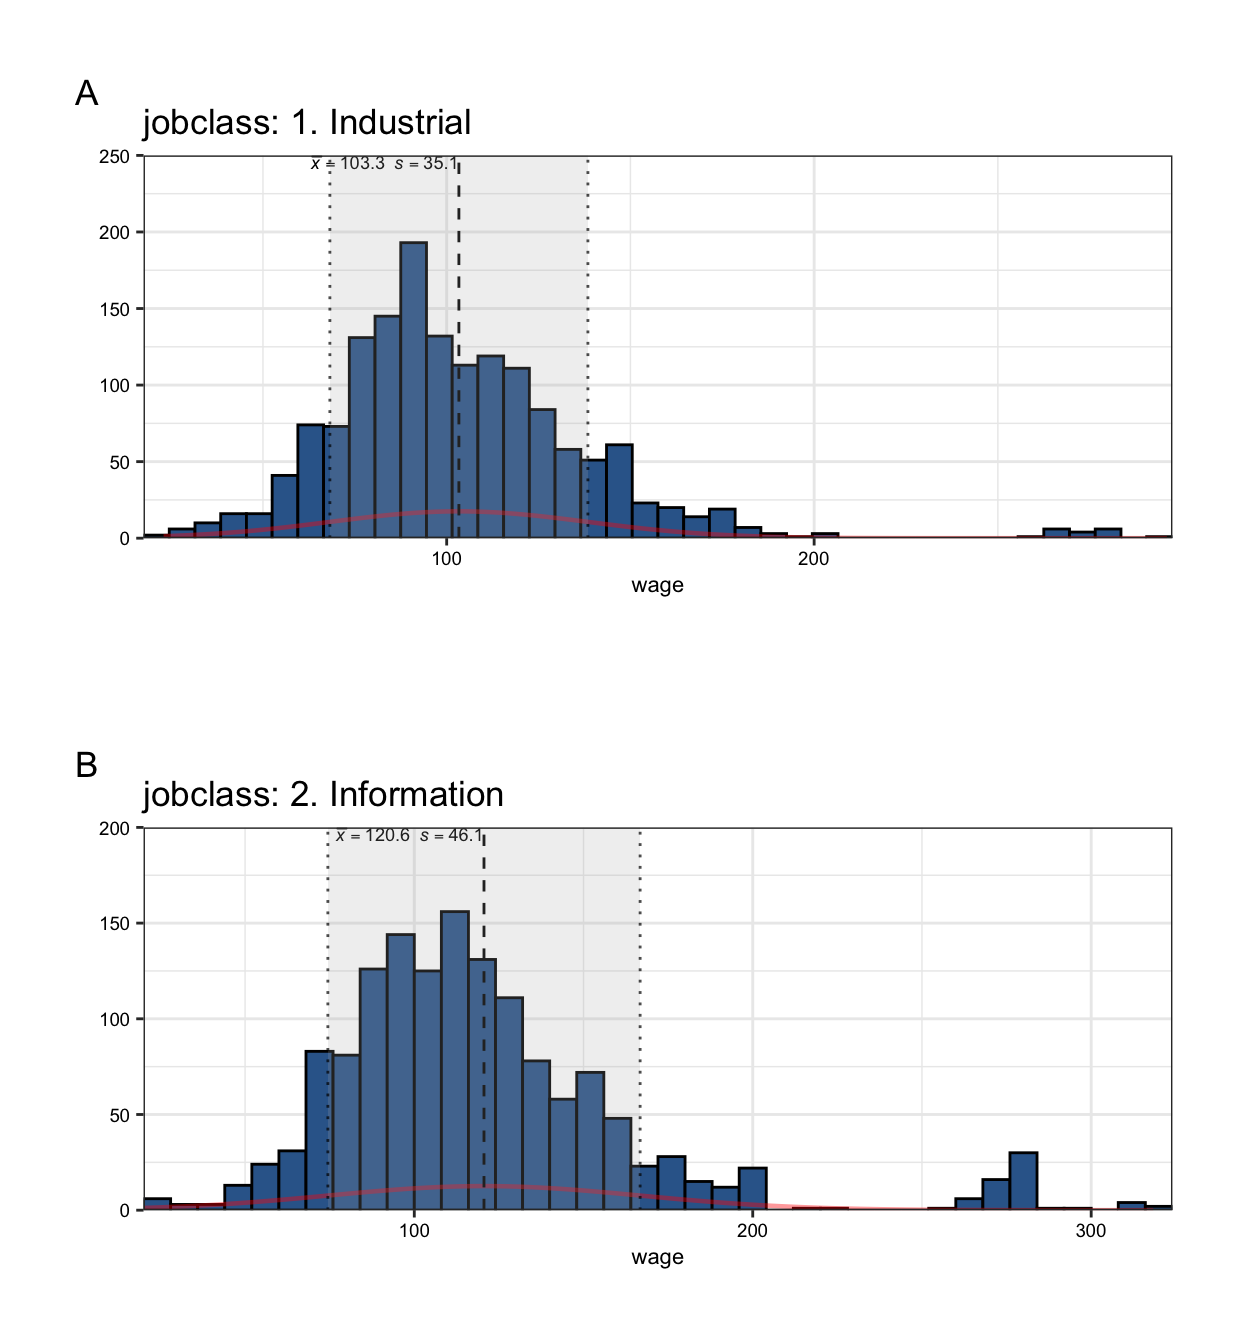 A
jobclass: 1. Industrial
x̅ = 103.3 s = 35.1
250
200
150
100
50
0
100 200
wage
B
jobclass: 2. Information
x̅ = 120.6 s = 46.1
200
150
100
50
0
100 200 300
wage